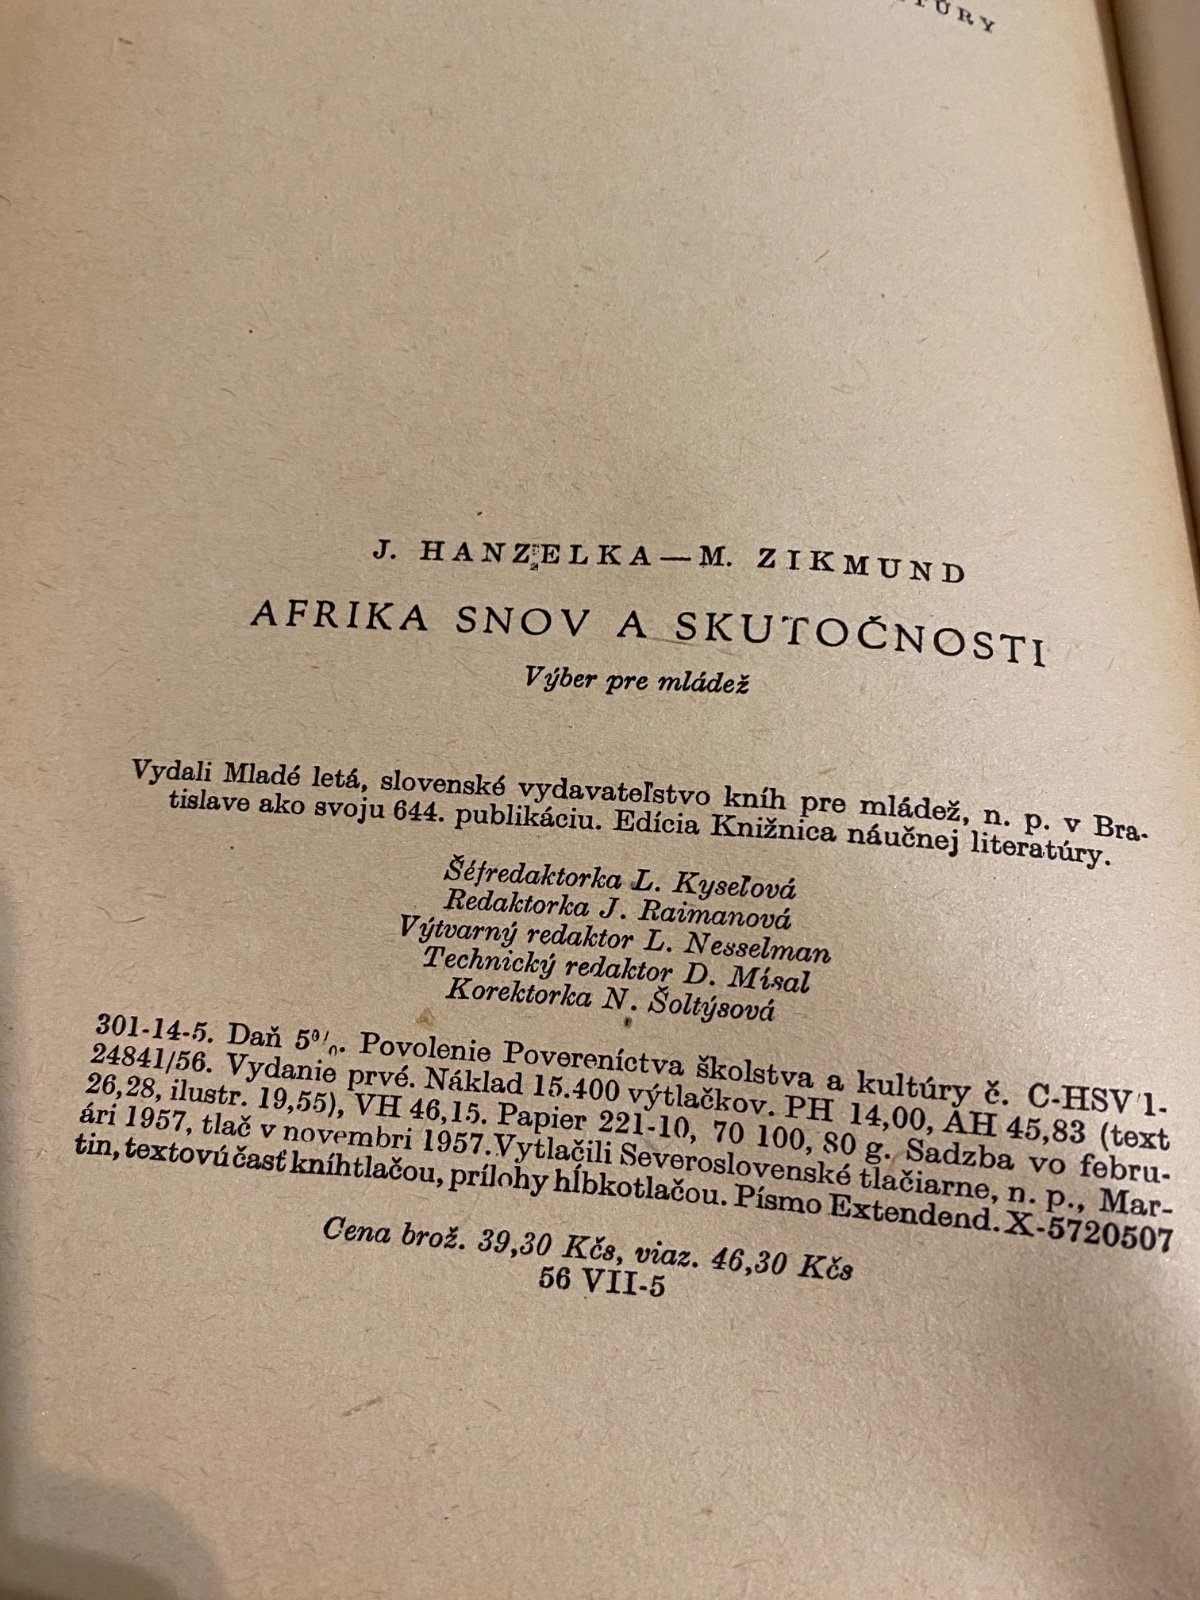 J. HANZELKA—M. ZIKMUND
AFRIKA SNOV A SKUTOČNOSTI
Výber pre mládež
Vydali Mladé letá, slovenské vydavateľstvo kníh pre mládež, n. p. v Bra-
tislave ako svoju 644. publikáciu. Edícia Knižnica náučnej literatúry.
Šéfredaktorka L. Kyseľová
Redaktorka J. Raimanová
Výtvarný redaktor L. Nesselman
Technický redaktor D. Mísal
Korektorka N. Šoltýsová
301-14-5. Daň 5%. Povolenie Povereníctva školstva a kultúry č. C-HSV 1-
24841/56. Vydanie prvé. Náklad 15.400 výtlačkov. PH 14,00, AH 45,83 (text
26,28, ilustr. 19,55), VH 46,15. Papier 221-10, 70 100, 80 g. Sadzba vo febru-
ári 1957, tlač v novembri 1957. Vytlačili Severoslovenské tlačiarne, n. p., Mar-
tin, textovú časť kníhtlačou, prílohy hĺbkotlačou. Písmo Extendend. X-5720507
Cena brož. 39,30 Kčs, viaz. 46,30 Kčs
56 VII-5